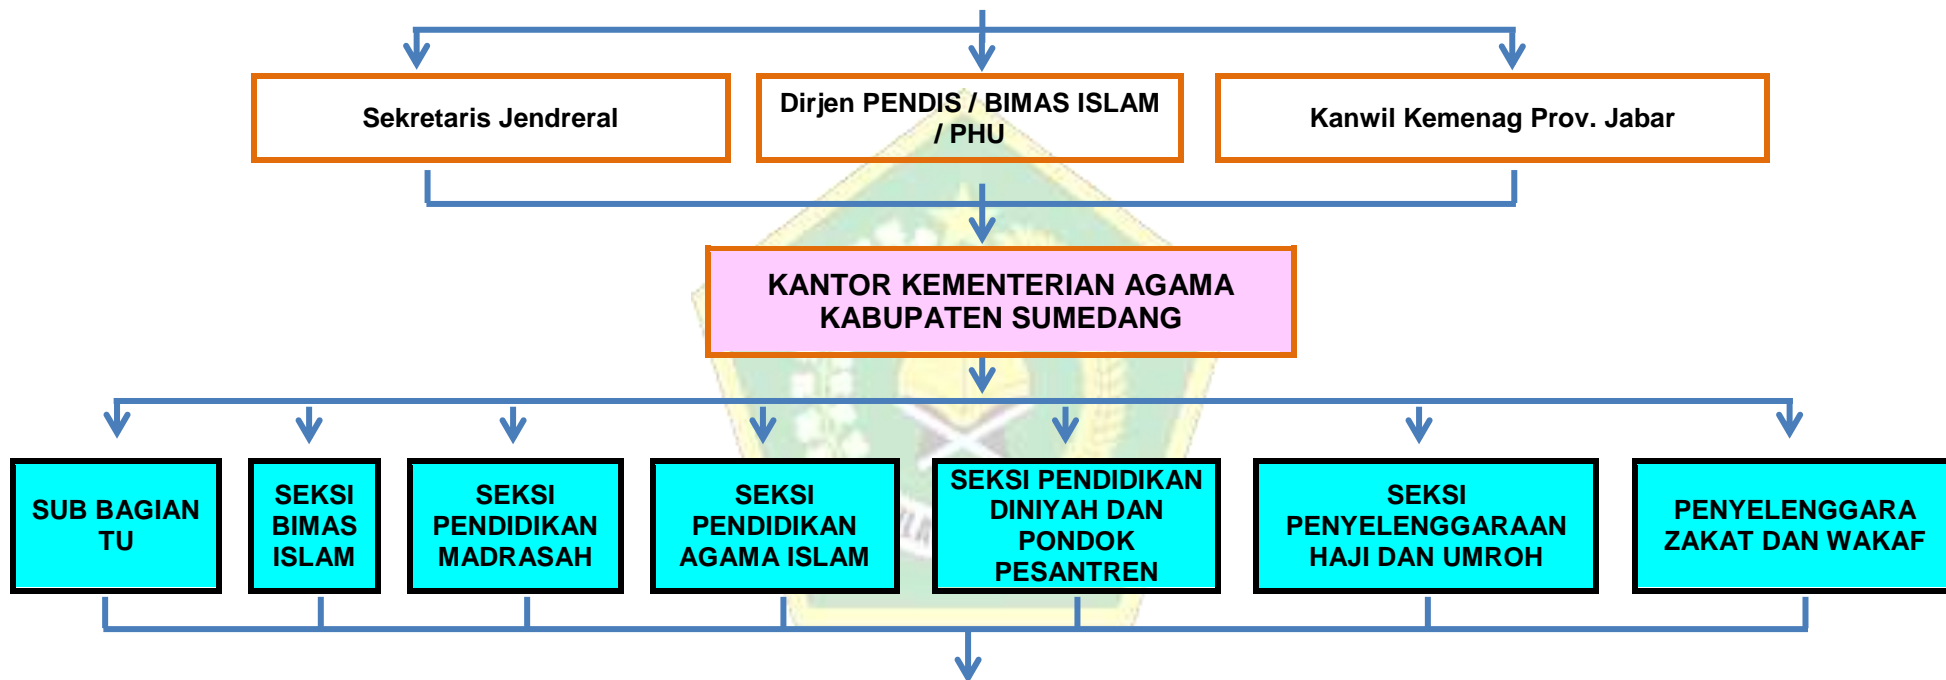 Sekretaris Jendreral
Dirjen PENDIS / BIMAS ISLAM
/ PHU
Kanwil Kemenag Prov. Jabar
KANTOR KEMENTERIAN AGAMA
KABUPATEN SUMEDANG
SUB BAGIAN
TU
SEKSI
BIMAS
ISLAM
SEKSI
PENDIDIKAN
MADRASAH
SEKSI
PENDIDIKAN
AGAMA ISLAM
SEKSI PENDIDIKAN
DINIYAH DAN
PONDOK
PESANTREN
SEKSI
PENYELENGGARAAN
HAJI DAN UMROH
PENYELENGGARA
ZAKAT DAN WAKAF